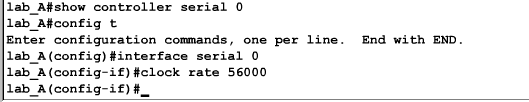 lab_A#show controller serial 0
lab_A#config t
Enter configuration commands, one per line.  End with END.
lab_A(config)#interface serial 0
lab_A(config-if)#clock rate 56000
lab_A(config-if)#_